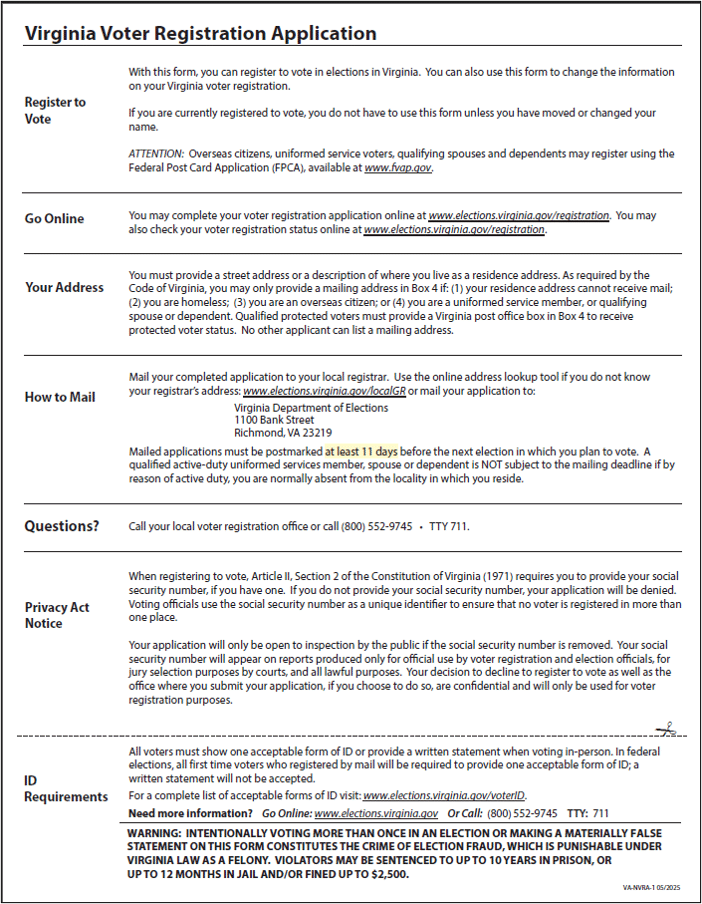 Virginia Voter Registration Application
Register to
Vote
With this form, you can register to vote in elections in Virginia. You can also use this form to change the information
on your Virginia voter registration.
If you are currently registered to vote, you do not have to use this form unless you have moved or changed your
name.
ATTENTION: Overseas citizens, uniformed service voters, qualifying spouses and dependents may register using the
Federal Post Card Application (FPCA), available at www.fvap.gov.
Go Online
You may complete your voter registration application online at www.elections.virginia.gov/registration. You may
also check your voter registration status online at www.elections.virginia.gov/registration.
Your Address
You must provide a street address or a description of where you live as a residence address. As required by the
Code of Virginia, you may only provide a mailing address in Box 4 if: (1) your residence address cannot receive mail;
(2) you are homeless; (3) you are an overseas citizen; or (4) you are a uniformed service member, or qualifying
spouse or dependent. Qualified protected voters must provide a Virginia post office box in Box 4 to receive
protected voter status. No other applicant can list a mailing address.
How to Mail
Mail your completed application to your local registrar. Use the online address lookup tool if you do not know
your registrar's address: www.elections.virginia.gov/localGR or mail your application to:
Virginia Department of Elections
1100 Bank Street
Richmond, VA 23219
Mailed applications must be postmarked at least 11 days before the next election in which you plan to vote. A
qualified active-duty uniformed services member, spouse or dependent is NOT subject to the mailing deadline if by
reason of active duty, you are normally absent from the locality in which you reside.
Questions?
Call your local voter registration office or call (800) 552-9745 • TTY 711.
Privacy Act
Notice
When registering to vote, Article II, Section 2 of the Constitution of Virginia (1971) requires you to provide your social
security number, if you have one. If you do not provide your social security number, your application will be denied.
Voting officials use the social security number as a unique identifier to ensure that no voter is registered in more than
one place.
Your application will only be open to inspection by the public if the social security number is removed. Your social
security number will appear on reports produced only for official use by voter registration and election officials, for
jury selection purposes by courts, and all lawful purposes. Your decision to decline to register to vote as well as the
office where you submit your application, if you choose to do so, are confidential and will only be used for voter
registration purposes.
ID
Requirements
All voters must show one acceptable form of ID or provide a written statement when voting in-person. In federal
elections, all first time voters who registered by mail will be required to provide one acceptable form of ID; a
written statement will not be accepted.
For a complete list of acceptable forms of ID visit: www.elections.virginia.gov/voterID.
Need more information? Go Online: www.elections.virginia.gov Or Call: (800) 552-9745 TTY: 711
WARNING: INTENTIONALLY VOTING MORE THAN ONCE IN AN ELECTION OR MAKING A MATERIALLY FALSE
STATEMENT ON THIS FORM CONSTITUTES THE CRIME OF ELECTION FRAUD, WHICH IS PUNISHABLE UNDER
VIRGINIA LAW AS A FELONY. VIOLATORS MAY BE SENTENCED TO UP TO 10 YEARS IN PRISON, OR
UP TO 12 MONTHS IN JAIL AND/OR FINED UP TO $2,500.
VA-NVRA-1 05/2025